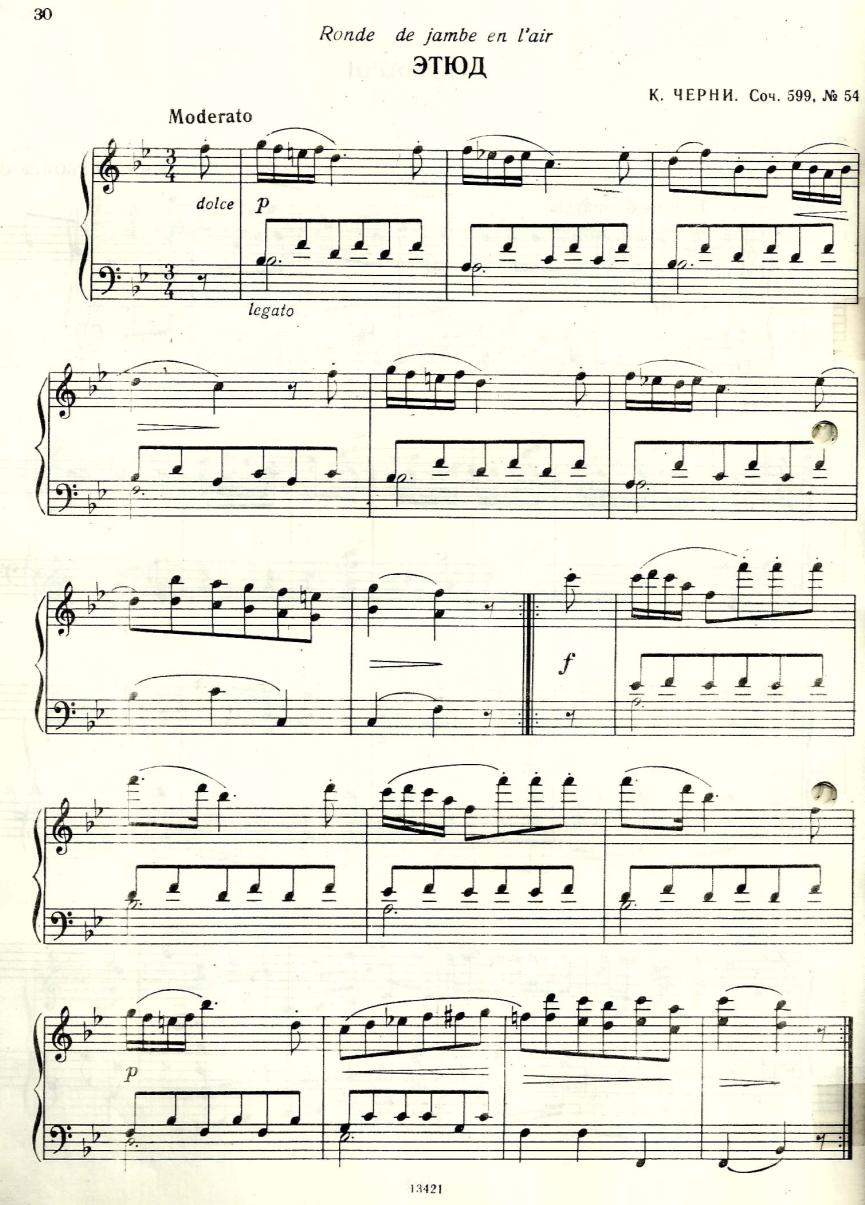 30
Ronde de jambe en l'air
ЭТЮД
К. ЧЕРНИ. Соч. 599, № 54
Moderato
dolce p
legato
f
p
13421